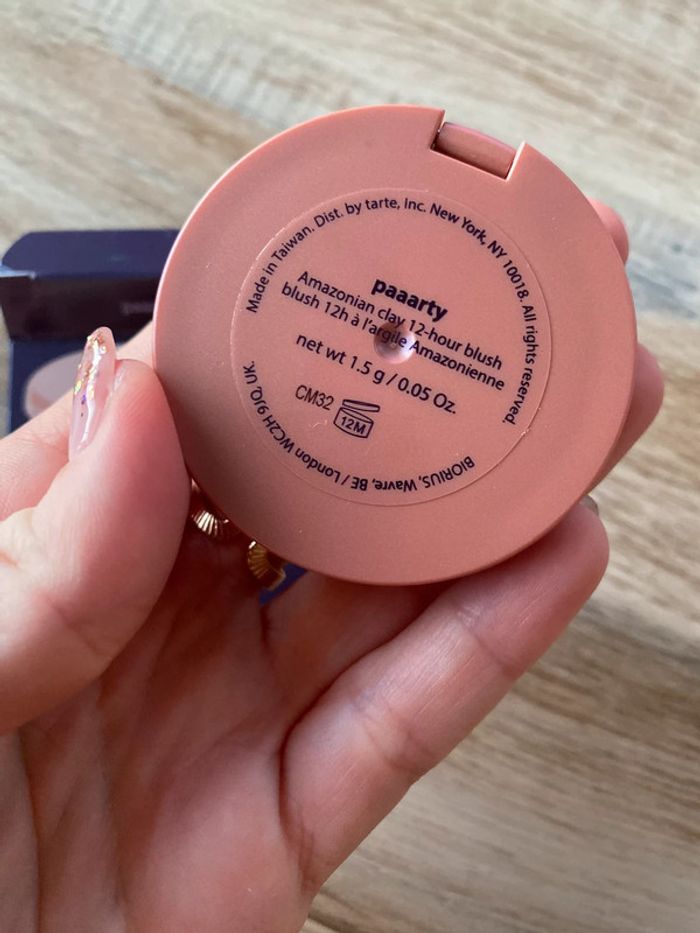 Made in Taiwan. Dist. by tarte, Inc. New York, NY 10018. All rights reserved.
paaarty
Amazonian clay 12-hour blush
blush 12h à l'argile Amazonienne
net wt 1.5 g / 0.05 Oz.
CM32
12M
BIORIUS, Wavre, BE / London WC2H 9JQ, UK.